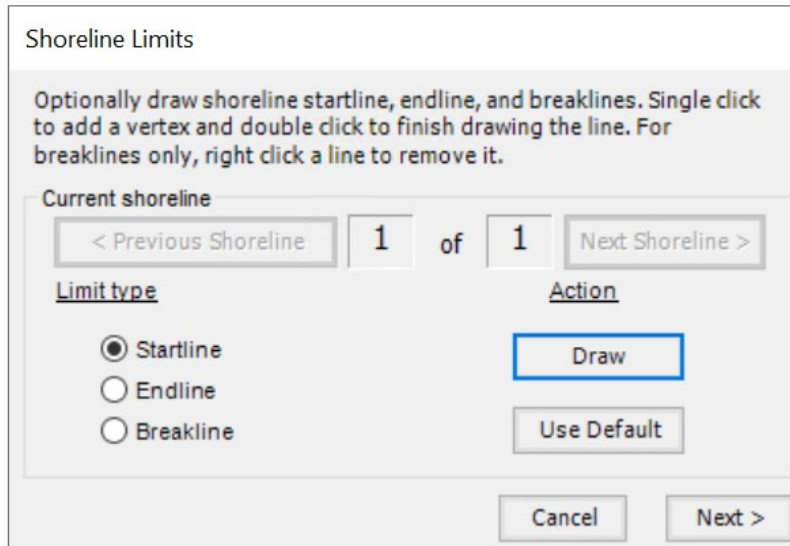 Shoreline Limits
Optionally draw shoreline startline, endline, and breaklines. Single click
to add a vertex and double click to finish drawing the line. For
breaklines only, right click a line to remove it.
Current shoreline
< Previous Shoreline 1 of 1 Next Shoreline >
Limit type Action
Startline Draw
Endline
Breakline Use Default
Cancel Next >